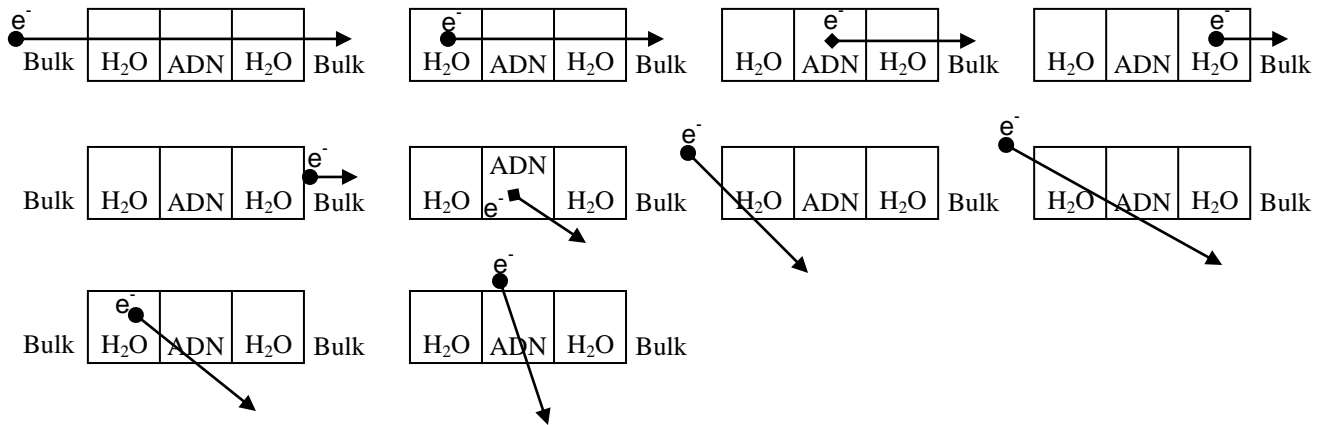 e⁻ e⁻ e⁻ e⁻
Bulk H₂O ADN H₂O Bulk H₂O ADN H₂O H₂O ADN H₂O Bulk H₂O ADN H₂O Bulk
e⁻ ADN e⁻ e⁻
Bulk H₂O ADN H₂O Bulk H₂O e⁻ H₂O H₂O ADN H₂O Bulk H₂O ADN H₂O Bulk
e⁻ e⁻
Bulk H₂O ADN H₂O Bulk H₂O ADN H₂O Bulk